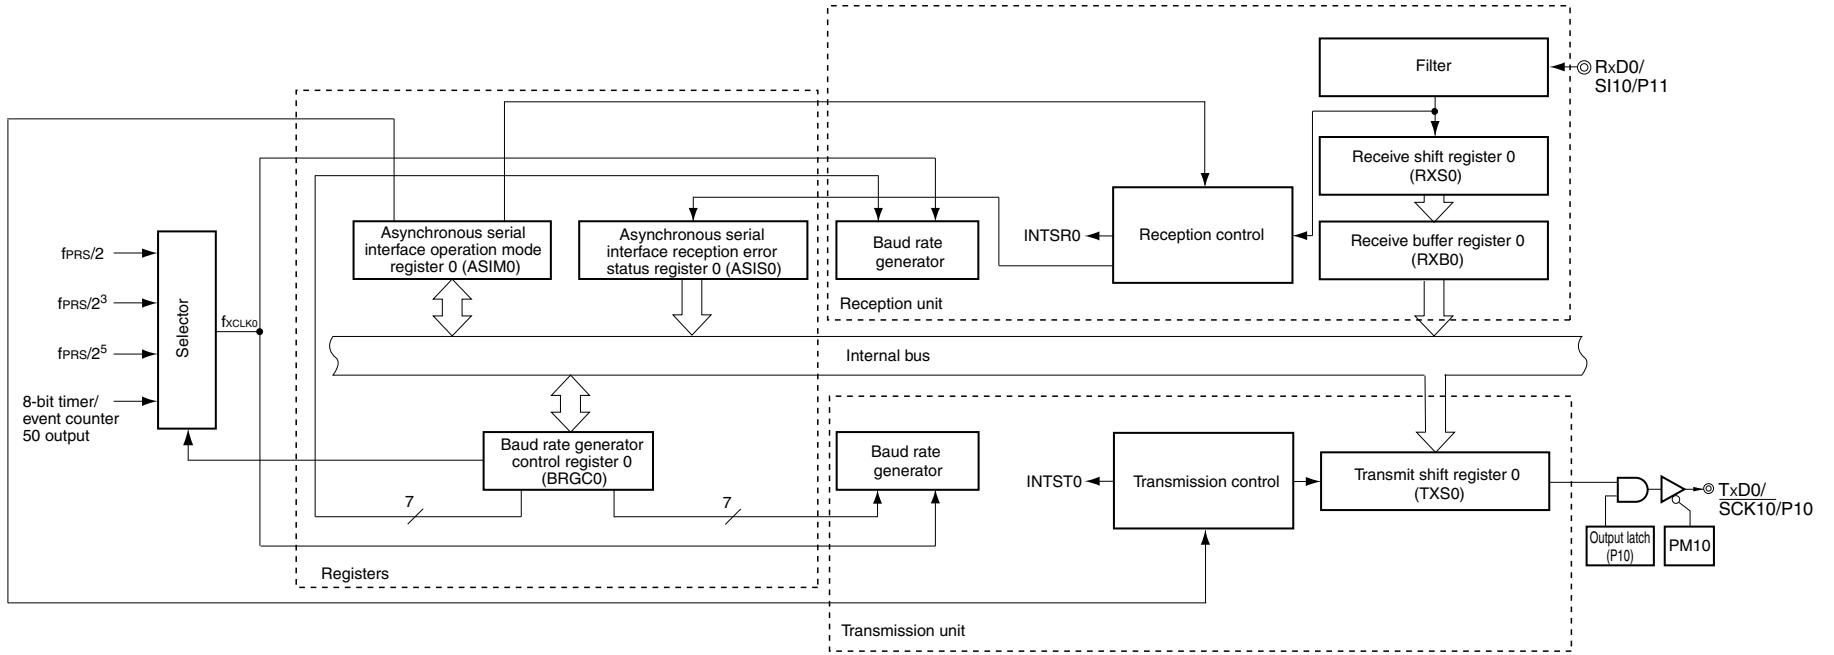 Filter
RxD0/
SI10/P11
Receive shift register 0
(RXS0)
Asynchronous serial
interface operation mode
register 0 (ASIM0)
Asynchronous serial
interface reception error
status register 0 (ASIS0)
Baud rate
generator
INTSR0
Reception control
Receive buffer register 0
(RXB0)
Reception unit
fPRS/2
fPRS/2³
fPRS/2⁵
8-bit timer/
event counter
50 output
Selector
fXCLK0
Internal bus
Baud rate generator
control register 0
(BRGC0)
7
7
Baud rate
generator
INTST0
Transmission control
Transmit shift register 0
(TXS0)
TxD0/
SCK10/P10
Output latch
(P10)
PM10
Registers
Transmission unit